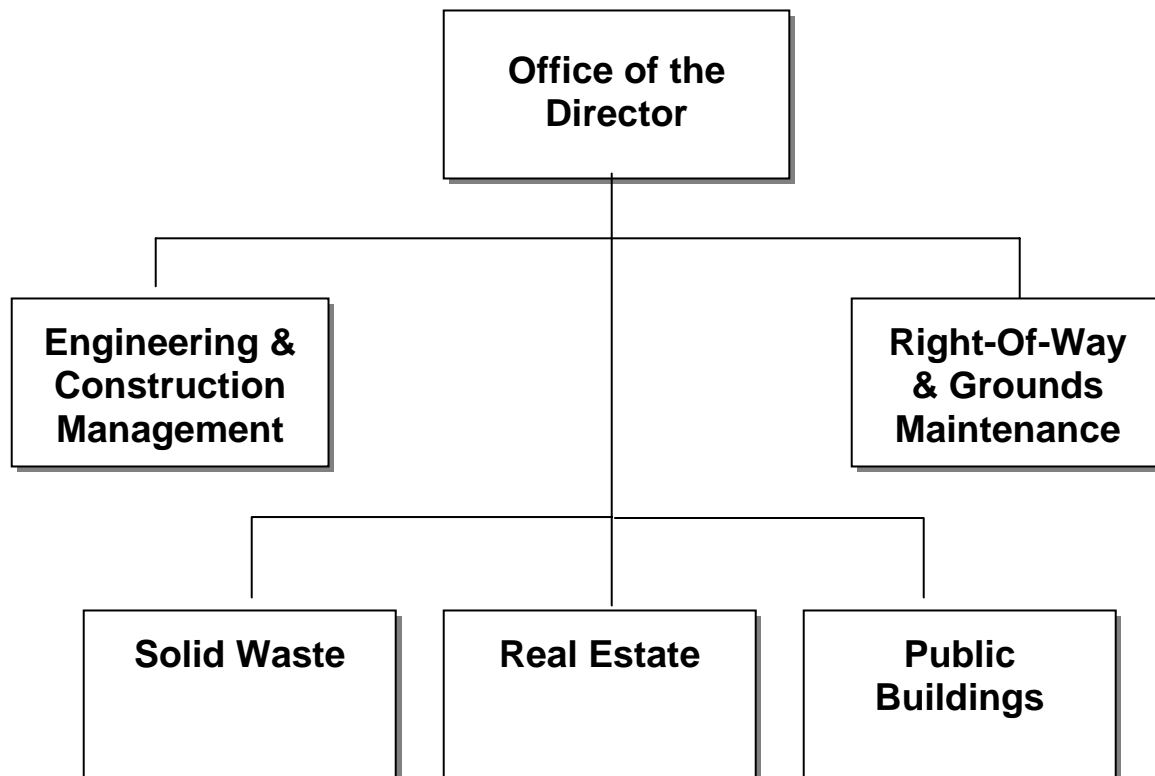 Office of the
Director
Engineering &
Construction
Management
Right-Of-Way
& Grounds
Maintenance
Solid Waste
Real Estate
Public
Buildings